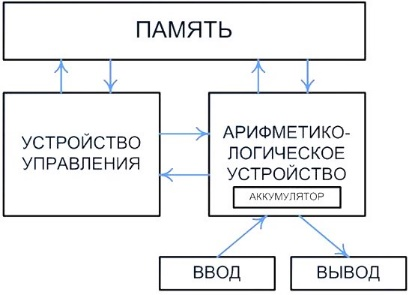 ПАМЯТЬ
УСТРОЙСТВО
УПРАВЛЕНИЯ
АРИФМЕТИКО-
ЛОГИЧЕСКОЕ
УСТРОЙСТВО
АККУМУЛЯТОР
ВВОД
ВЫВОД